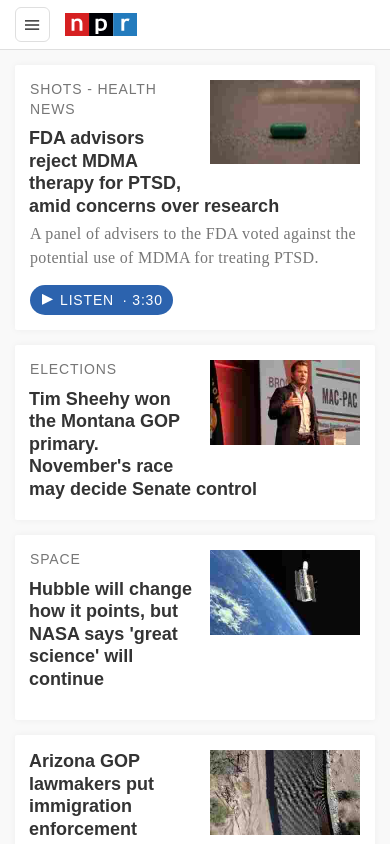 npr
SHOTS - HEALTH
NEWS
FDA advisors
reject MDMA
therapy for PTSD,
amid concerns over research
A panel of advisers to the FDA voted against the
potential use of MDMA for treating PTSD.
LISTEN · 3:30
ELECTIONS
Tim Sheehy won
the Montana GOP
primary.
November's race
may decide Senate control
MAC-PAC
SPACE
Hubble will change
how it points, but
NASA says 'great
science' will
continue
Arizona GOP
lawmakers put
immigration
enforcement